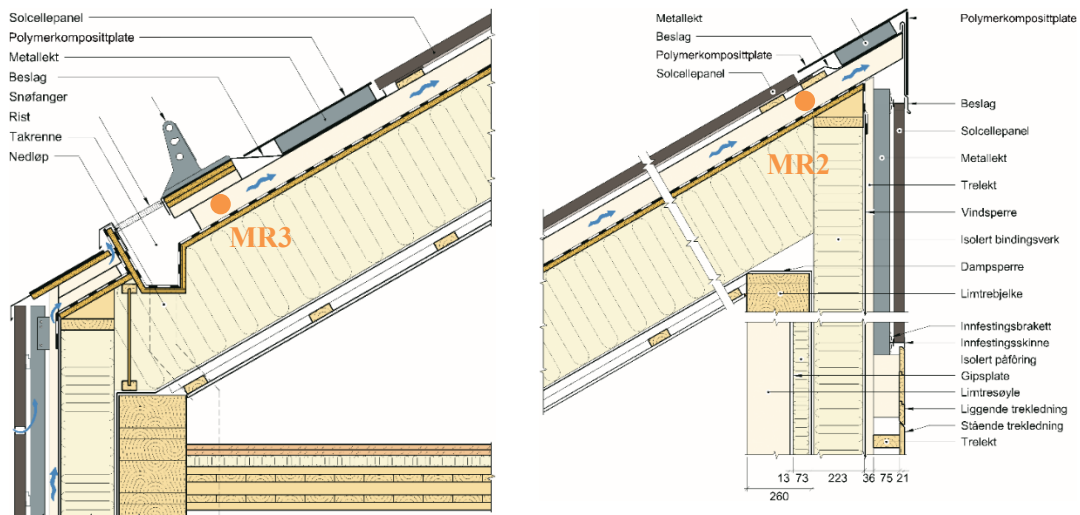 Solcellepanel
Polymerkomposittplate
Metallekt
Beslag
Snøfanger
Rist
Takrenne
Nedløp
MR3
Metallekt
Beslag
Polymerkomposittplate
Solcellepanel
MR2
Polymerkomposittplate
Beslag
Solcellepanel
Metallekt
Trelekt
Vindsperre
Isolert bindingsverk
Dampsperre
Limtrebjelke
Innfestingsbrakett
Innfestingsskinne
Isolert påforing
Gipsplate
Limtresøyle
Liggende trekledning
Stående trekledning
Trelekt
13 73 223 36 75 21
260